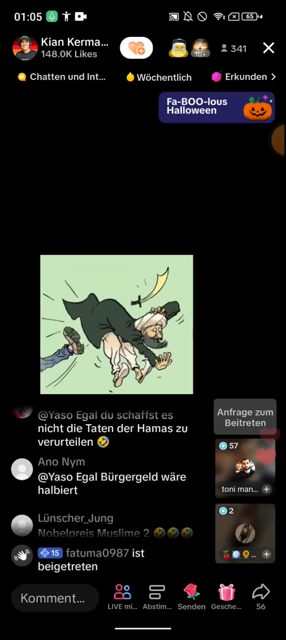 01:05
65
Kian Kerma...
148.0K Likes
341
Chatten und Int...
Wöchentlich
Erkunden >
Fa-BOO-lous
Halloween
@Yaso Egal du schaffst es
nicht die Taten der Hamas zu
verurteilen 🤣
Ano Nym
@Yaso Egal Bürgergeld wäre
halbiert
Lünscher_Jung
Nobelpreis Muslime 2 🤣🤣🤣
15 fatuma0987 ist
beigetreten
Anfrage zum
Beitreten
57
toni man...
2
Komment...
LIVE mi...
Abstim...
Senden
Gesche...
56